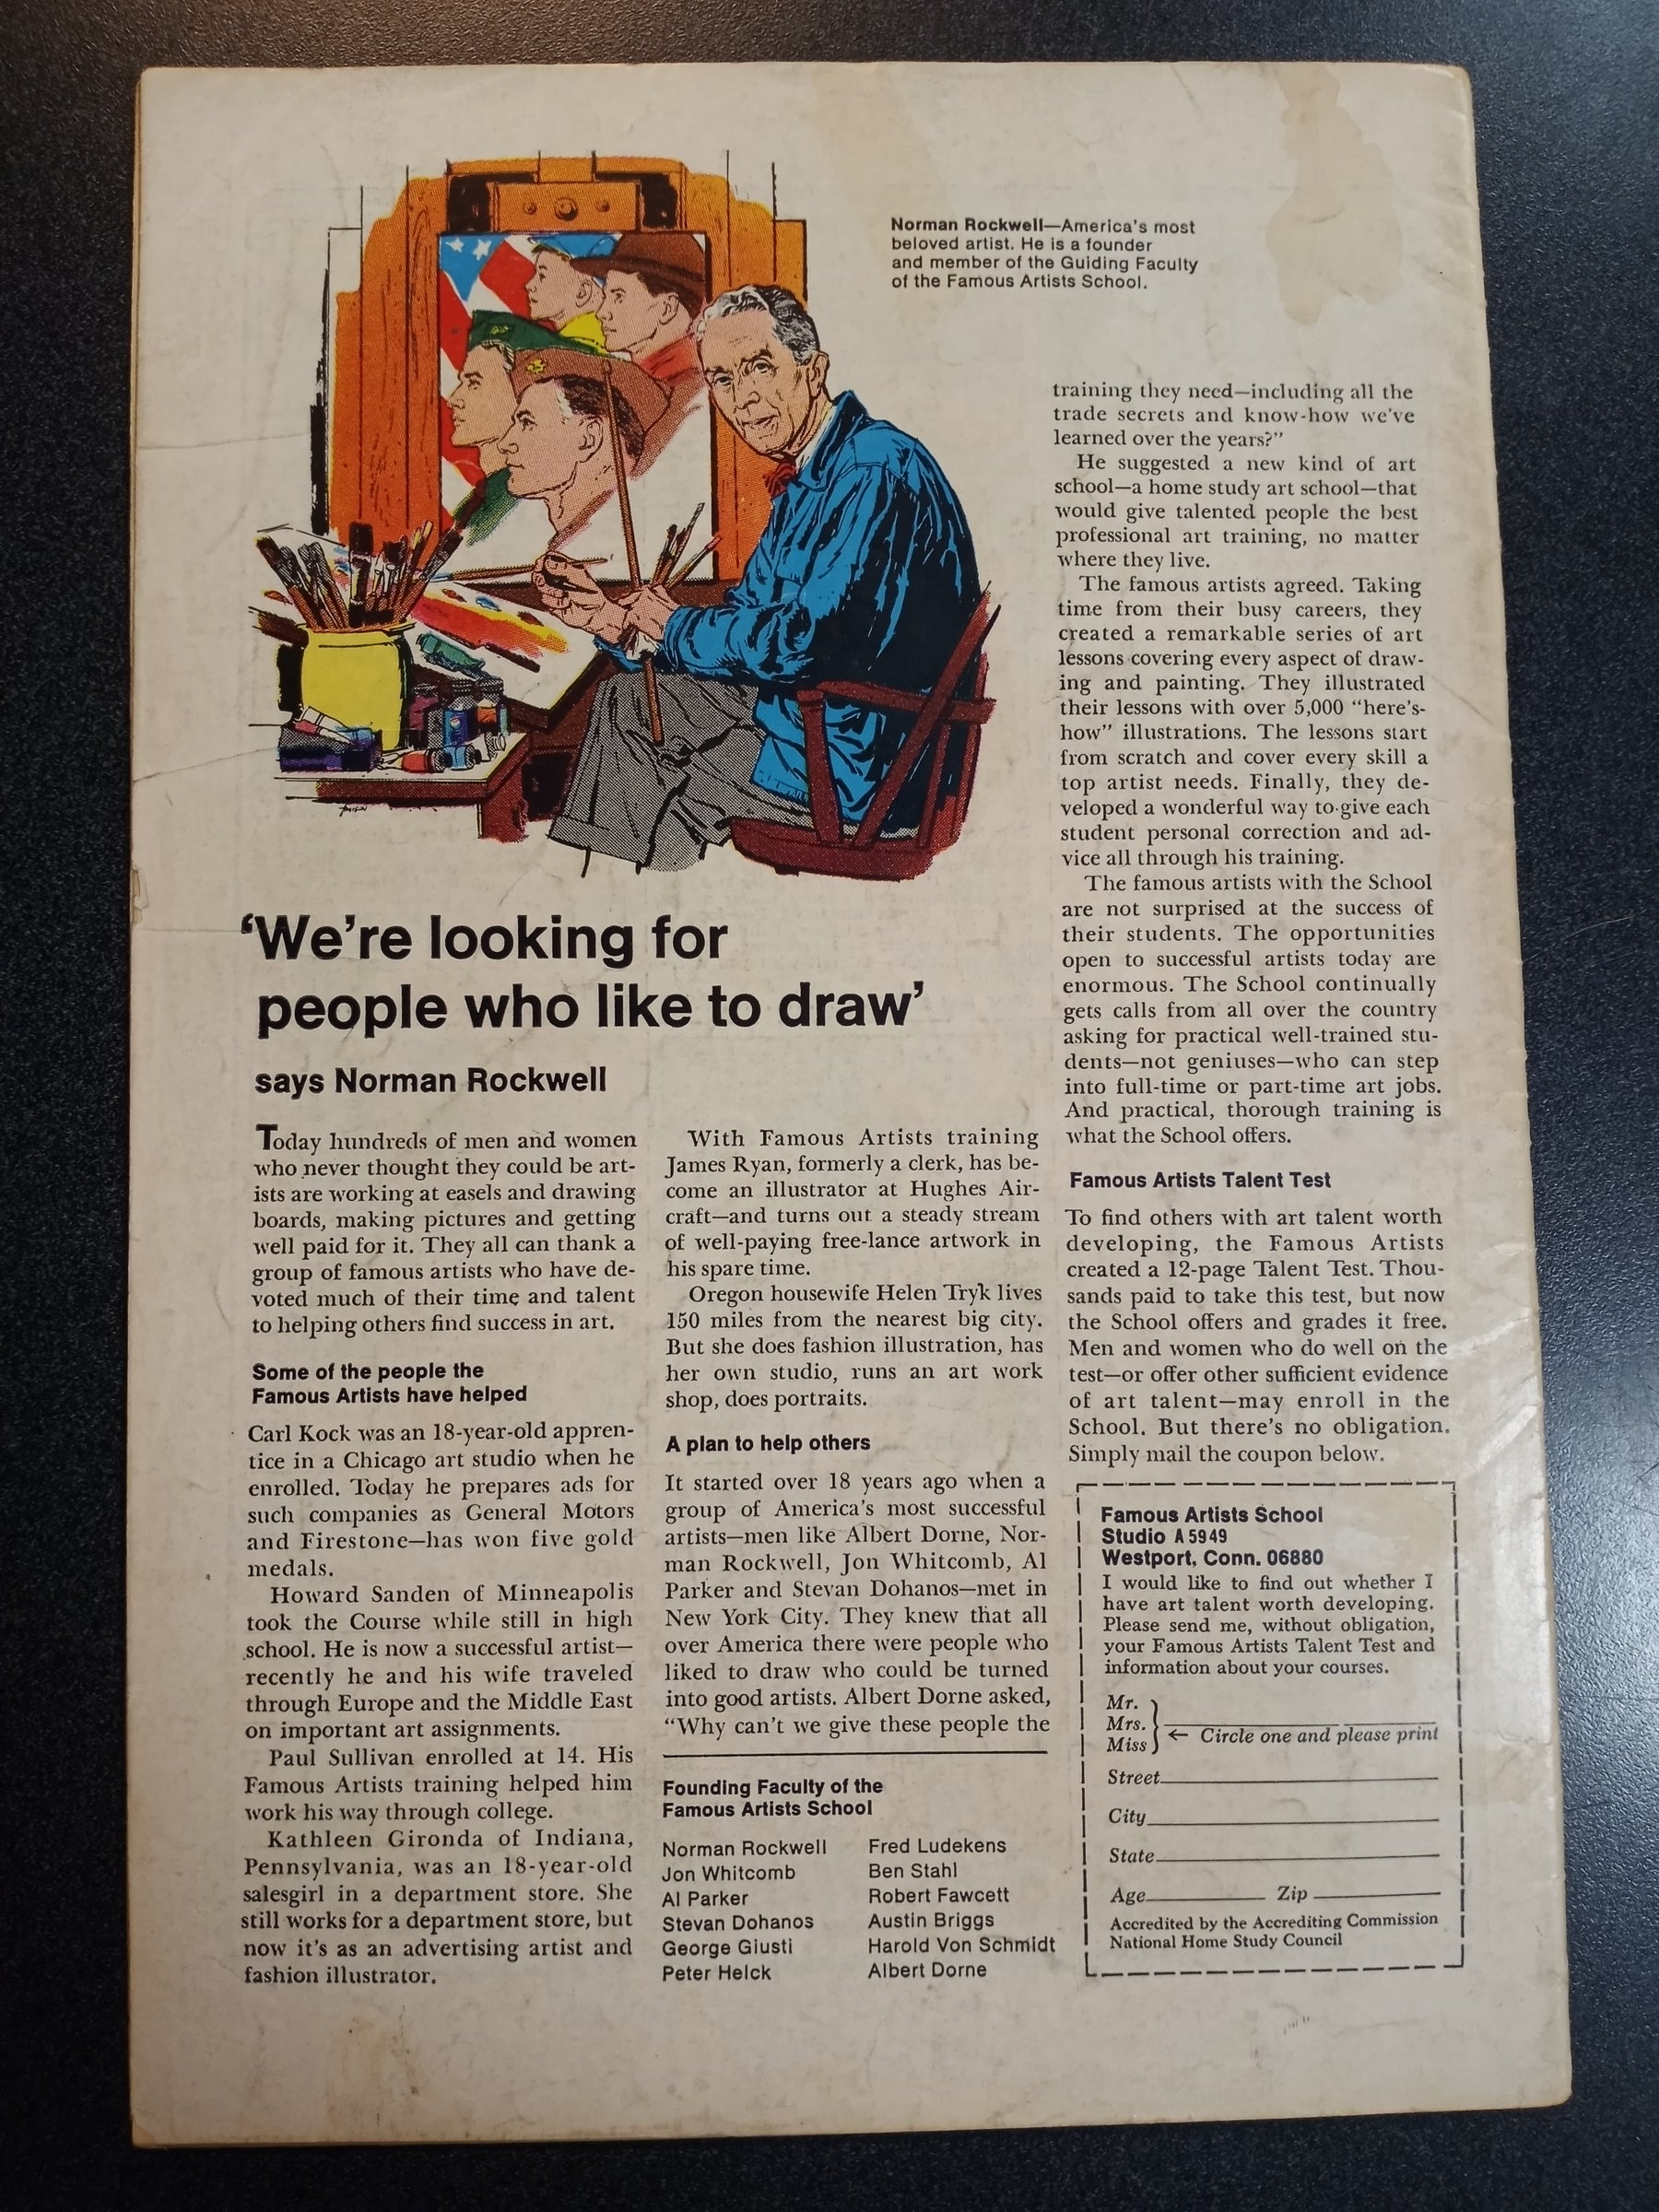 Norman Rockwell—America's most
beloved artist. He is a founder
and member of the Guiding Faculty
of the Famous Artists School.
'We're looking for
people who like to draw'
says Norman Rockwell
Today hundreds of men and women
who never thought they could be art-
ists are working at easels and drawing
boards, making pictures and getting
well paid for it. They all can thank a
group of famous artists who have de-
voted much of their time and talent
to helping others find success in art.
Some of the people the
Famous Artists have helped
Carl Kock was an 18-year-old appren-
tice in a Chicago art studio when he
enrolled. Today he prepares ads for
such companies as General Motors
and Firestone—has won five gold
medals.
Howard Sanden of Minneapolis
took the Course while still in high
school. He is now a successful artist—
recently he and his wife traveled
through Europe and the Middle East
on important art assignments.
Paul Sullivan enrolled at 14. His
Famous Artists training helped him
work his way through college.
Kathleen Gironda of Indiana,
Pennsylvania, was an 18-year-old
salesgirl in a department store. She
still works for a department store, but
now it's as an advertising artist and
fashion illustrator.
With Famous Artists training
James Ryan, formerly a clerk, has be-
come an illustrator at Hughes Air-
craft—and turns out a steady stream
of well-paying free-lance artwork in
his spare time.
Oregon housewife Helen Tryk lives
150 miles from the nearest big city.
But she does fashion illustration, has
her own studio, runs an art work
shop, does portraits.
A plan to help others
It started over 18 years ago when a
group of America's most successful
artists—men like Albert Dorne, Nor-
man Rockwell, Jon Whitcomb, Al
Parker and Stevan Dohanos—met in
New York City. They knew that all
over America there were people who
liked to draw who could be turned
into good artists. Albert Dorne asked,
"Why can't we give these people the
training they need—including all the
trade secrets and know-how we've
learned over the years?"
He suggested a new kind of art
school—a home study art school—that
would give talented people the best
professional art training, no matter
where they live.
The famous artists agreed. Taking
time from their busy careers, they
created a remarkable series of art
lessons covering every aspect of draw-
ing and painting. They illustrated
their lessons with over 5,000 "here's-
how" illustrations. The lessons start
from scratch and cover every skill a
top artist needs. Finally, they de-
veloped a wonderful way to give each
student personal correction and ad-
vice all through his training.
The famous artists with the School
are not surprised at the success of
their students. The opportunities
open to successful artists today are
enormous. The School continually
gets calls from all over the country
asking for practical well-trained stu-
dents—not geniuses—who can step
into full-time or part-time art jobs.
And practical, thorough training is
what the School offers.
Famous Artists Talent Test
To find others with art talent worth
developing, the Famous Artists
created a 12-page Talent Test. Thou-
sands paid to take this test, but now
the School offers and grades it free.
Men and women who do well on the
test—or offer other sufficient evidence
of art talent—may enroll in the
School. But there's no obligation.
Simply mail the coupon below.
Founding Faculty of the
Famous Artists School
Norman Rockwell
Jon Whitcomb
Al Parker
Stevan Dohanos
George Giusti
Peter Helck
Fred Ludekens
Ben Stahl
Robert Fawcett
Austin Briggs
Harold Von Schmidt
Albert Dorne
Famous Artists School
Studio A5949
Westport, Conn. 06880
I would like to find out whether I
have art talent worth developing.
Please send me, without obligation,
your Famous Artists Talent Test and
information about your courses.
Mr.
Mrs.
Miss ← Circle one and please print
Street
City
State
Age Zip
Accredited by the Accrediting Commission
National Home Study Council